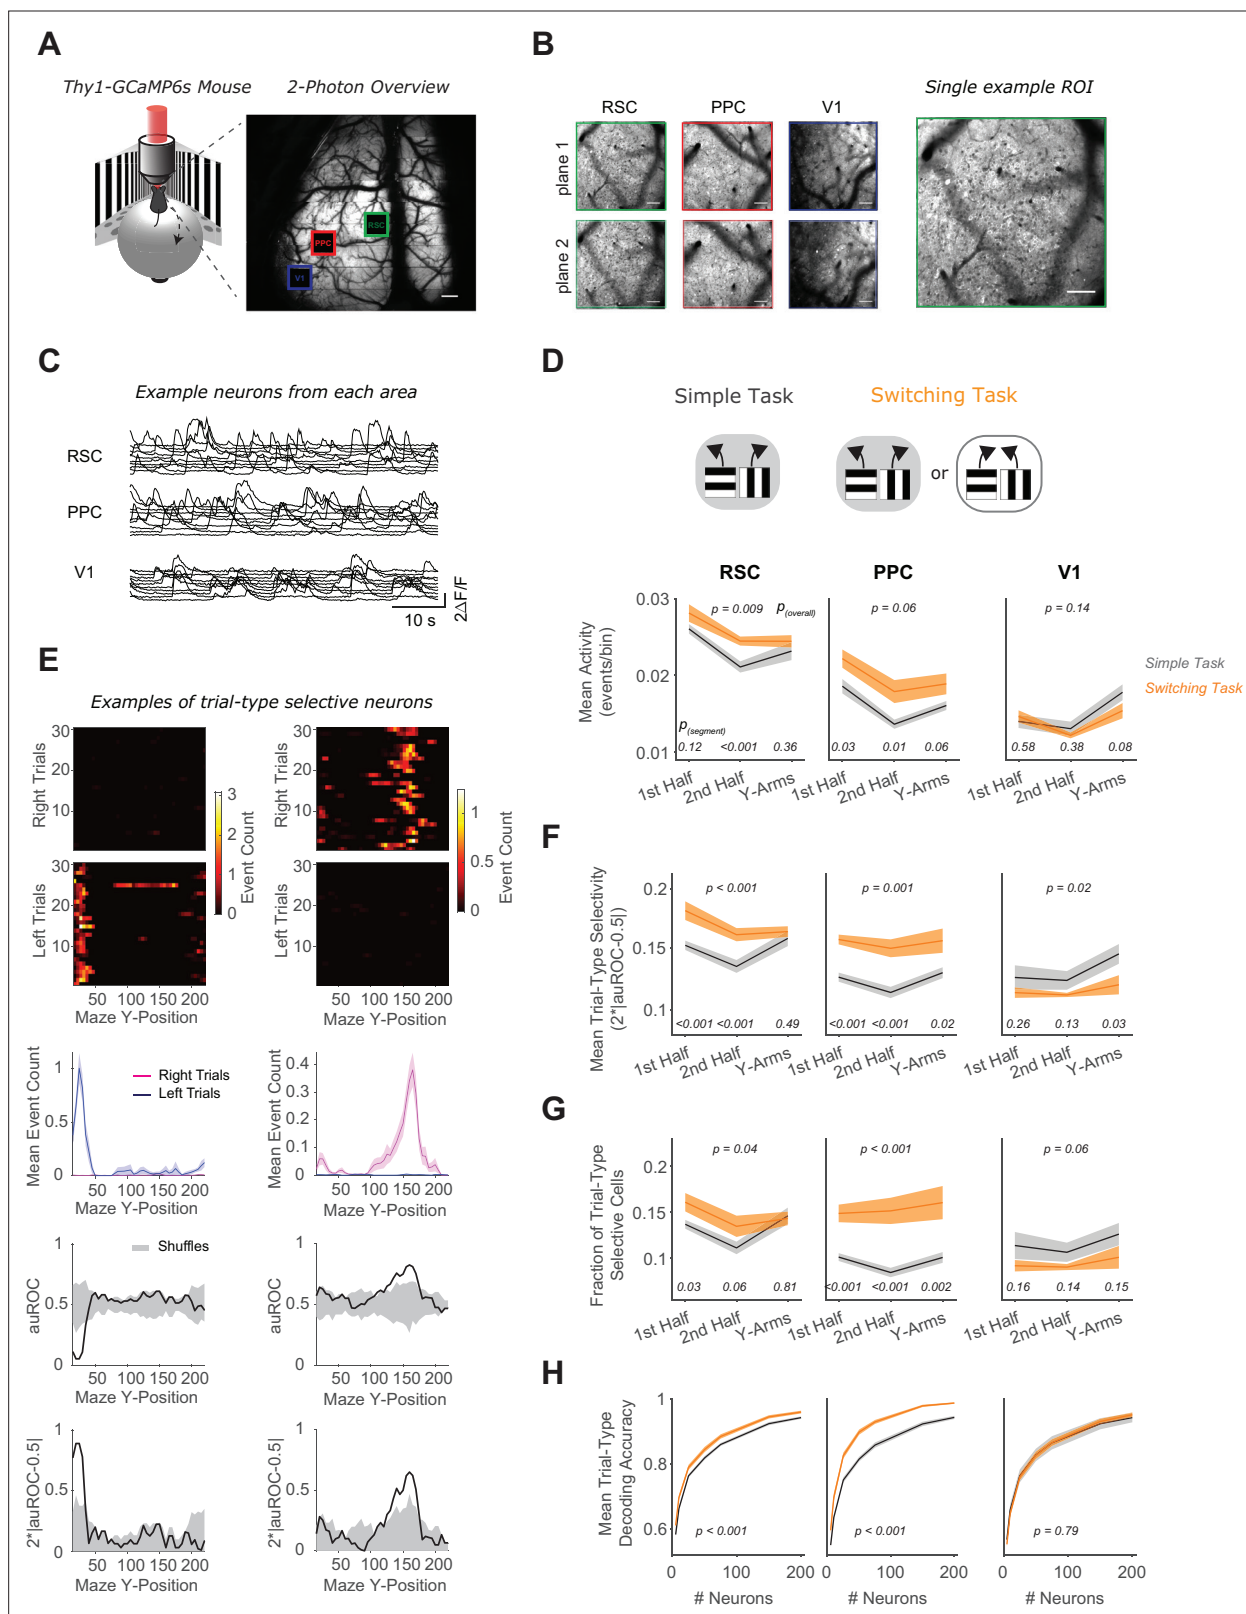 A
Thy1-GCaMP6s Mouse
2-Photon Overview
RSC
PPC
V1
B
Single example ROI
RSC
PPC
V1
plane 1
plane 2
C
Example neurons from each area
RSC
PPC
V1
10 s
2ΔF/F
D
Simple Task
Switching Task
or
RSC
PPC
V1
Mean Activity
(events/bin)
0.03
0.02
0.01
p = 0.009
p(overall)
p = 0.06
p = 0.14
p(segment)
0.12 <0.001 0.36
0.03 0.01 0.06
0.58 0.38 0.08
Simple Task
Switching Task
1st Half 2nd Half Y-Arms
1st Half 2nd Half Y-Arms
1st Half 2nd Half Y-Arms
E
Examples of trial-type selective neurons
Right Trials
30
20
10
Left Trials
30
20
10
Event Count
3
2
1
0
50 100 150 200
Maze Y-Position
Right Trials
30
20
10
Left Trials
30
20
10
Event Count
1
0.5
0
50 100 150 200
Maze Y-Position
Mean Event Count
1
0.5
0
Right Trials
Left Trials
50 100 150 200
Maze Y-Position
Mean Event Count
0.4
0.3
0.2
0.1
0
50 100 150 200
Maze Y-Position
auROC
1
0.5
0
Shuffles
50 100 150 200
Maze Y-Position
auROC
1
0.5
0
50 100 150 200
Maze Y-Position
2*|auROC-0.5|
1
0.5
0
50 100 150 200
Maze Y-Position
2*|auROC-0.5|
1
0.5
0
50 100 150 200
Maze Y-Position
F
Mean Trial-Type Selectivity
(2*|auROC-0.5|)
0.2
0.15
0.1
p < 0.001
p = 0.001
p = 0.02
<0.001 <0.001 0.49
<0.001 <0.001 0.02
0.26 0.13 0.03
1st Half 2nd Half Y-Arms
1st Half 2nd Half Y-Arms
1st Half 2nd Half Y-Arms
G
Fraction of Trial-Type
Selective Cells
0.2
0.15
0.1
p = 0.04
p < 0.001
p = 0.06
0.03 0.06 0.81
<0.001 <0.001 0.002
0.16 0.14 0.15
1st Half 2nd Half Y-Arms
1st Half 2nd Half Y-Arms
1st Half 2nd Half Y-Arms
H
Mean Trial-Type
Decoding Accuracy
1
0.8
0.6
p < 0.001
p < 0.001
p = 0.79
0 100 200
0 100 200
0 100 200
# Neurons
# Neurons
# Neurons